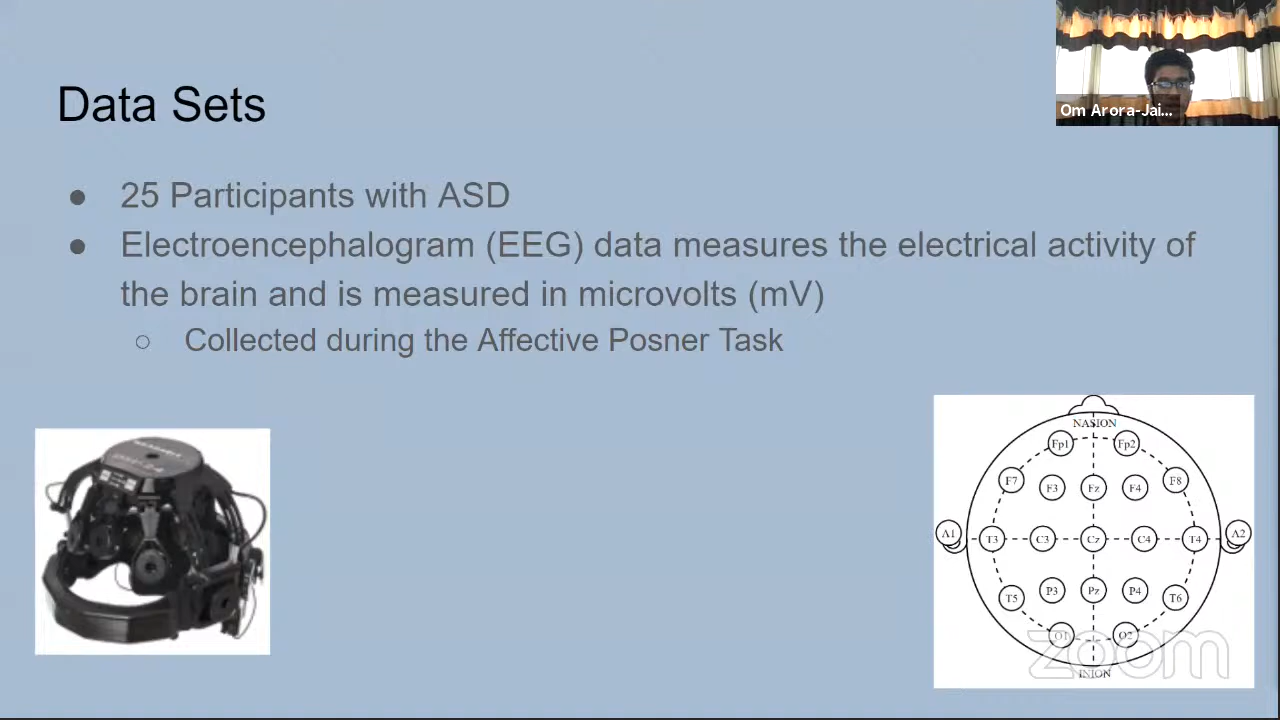 Om Arora-Jai...
Data Sets
● 25 Participants with ASD
● Electroencephalogram (EEG) data measures the electrical activity of
the brain and is measured in microvolts (mV)
○ Collected during the Affective Posner Task
NASION
Fp1 Fp2
F7 F3 Fz F4 F8
A1 T3 C3 Cz C4 T4 A2
T5 P3 Pz P4 T6
O1 O2
zoom
INION